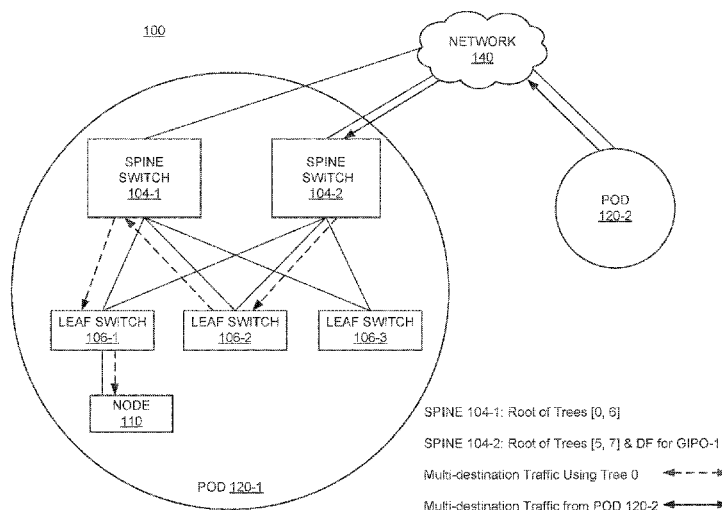 100
NETWORK
140
SPINE
SWITCH
104-1
SPINE
SWITCH
104-2
POD
120-2
LEAF SWITCH
106-1
LEAF SWITCH
106-2
LEAF SWITCH
106-3
NODE
110
POD 120-1
SPINE 104-1: Root of Trees [0, 6]
SPINE 104-2: Root of Trees [5, 7] & DF for GIPO-1
Multi-destination Traffic Using Tree 0
Multi-destination Traffic from POD 120-2